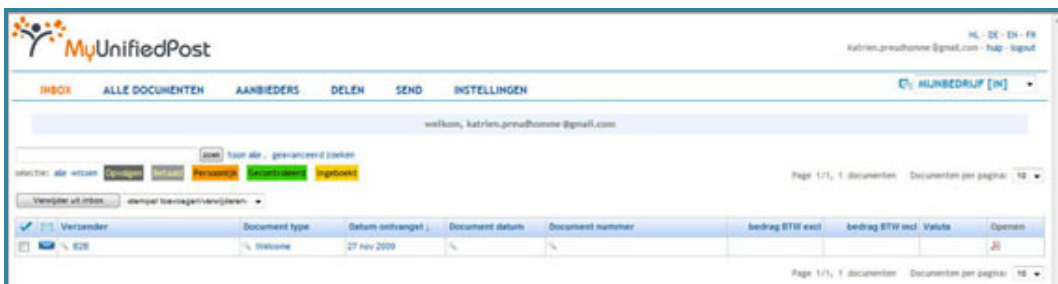 MyUnifiedPost
NL - DE - EN - FR
katrien.preudhomme@gmail.com - hulp - logout
INBOX ALLE DOCUMENTEN AANBIEDERS DELEN SEND INSTELLINGEN
MIJNBEDRIJF [IN]
welkom, katrien.preudhomme@gmail.com
zoek toon alle , geavanceerd zoeken
selectie: alle wissen Opvolgen Betaald Persoonlijk Gecontroleerd Ingeboekt
Page 1/1, 1 documenten Documenten per pagina: 10
Verwijder uit inbox stempel toevoegen/verwijderen
Verzender Document type Datum ontvangst Document datum Document nummer bedrag BTW excl bedrag BTW incl Valuta Openen
B2B Welcome 27 nov 2009
Page 1/1, 1 documenten Documenten per pagina: 10